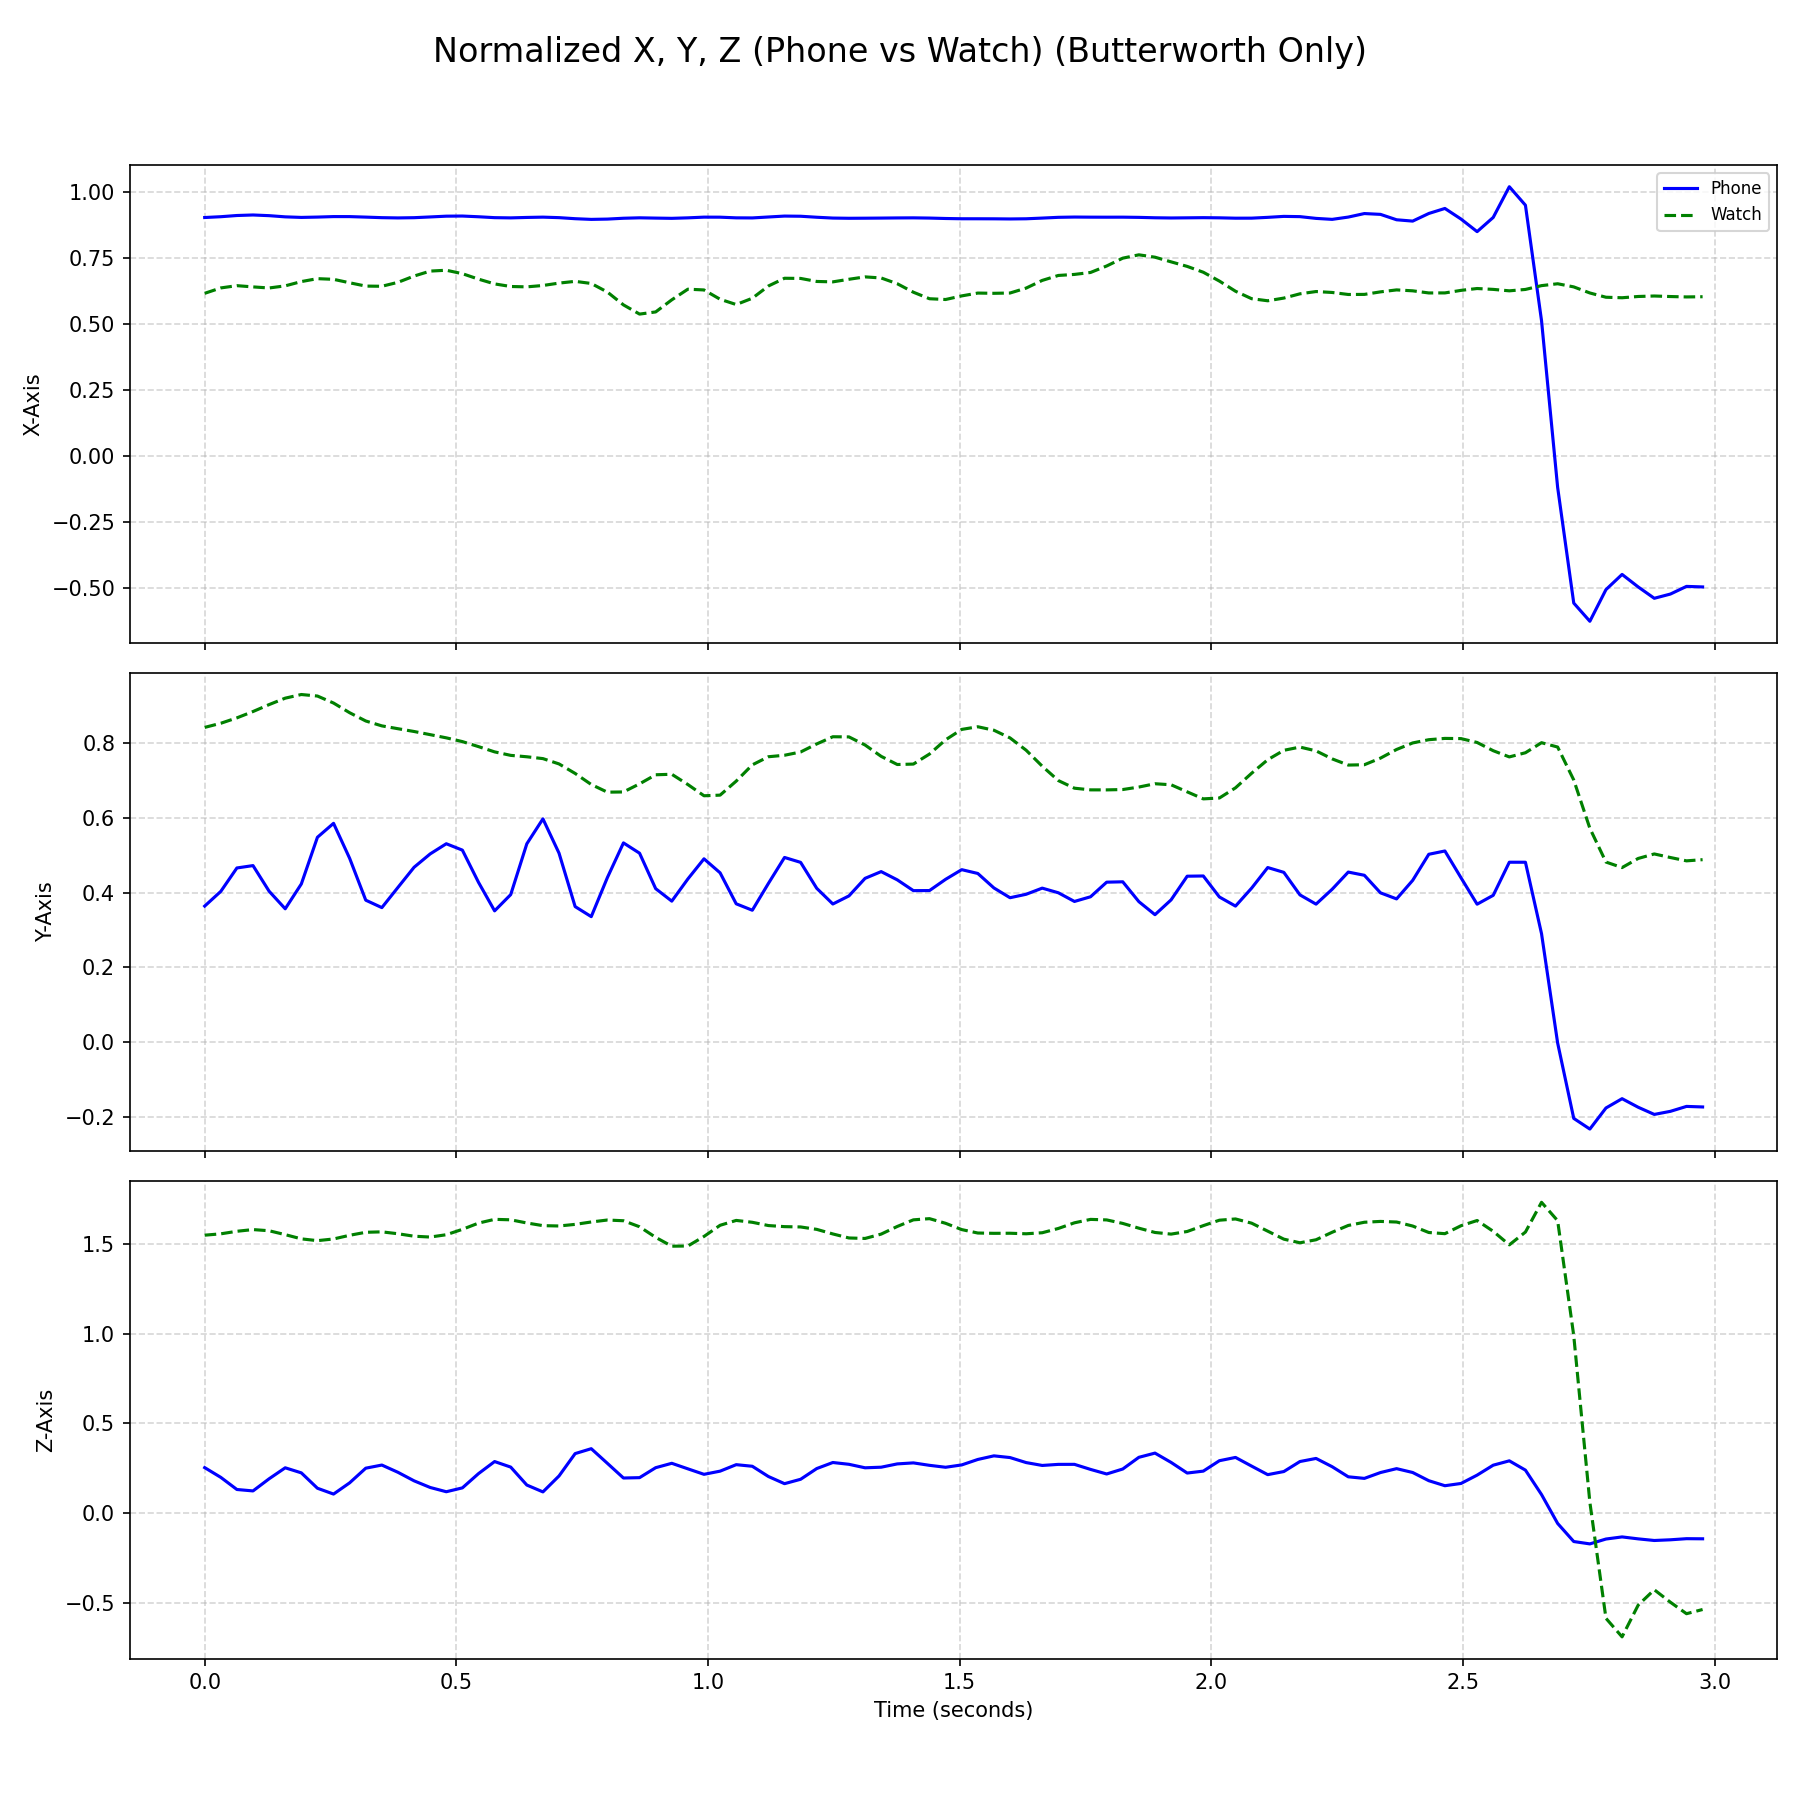 Normalized X, Y, Z (Phone vs Watch) (Butterworth Only)
Phone
Watch
1.00
0.75
0.50
0.25
0.00
−0.25
−0.50
X-Axis
0.8
0.6
0.4
0.2
0.0
−0.2
Y-Axis
1.5
1.0
0.5
0.0
−0.5
Z-Axis
0.0 0.5 1.0 1.5 2.0 2.5 3.0
Time (seconds)